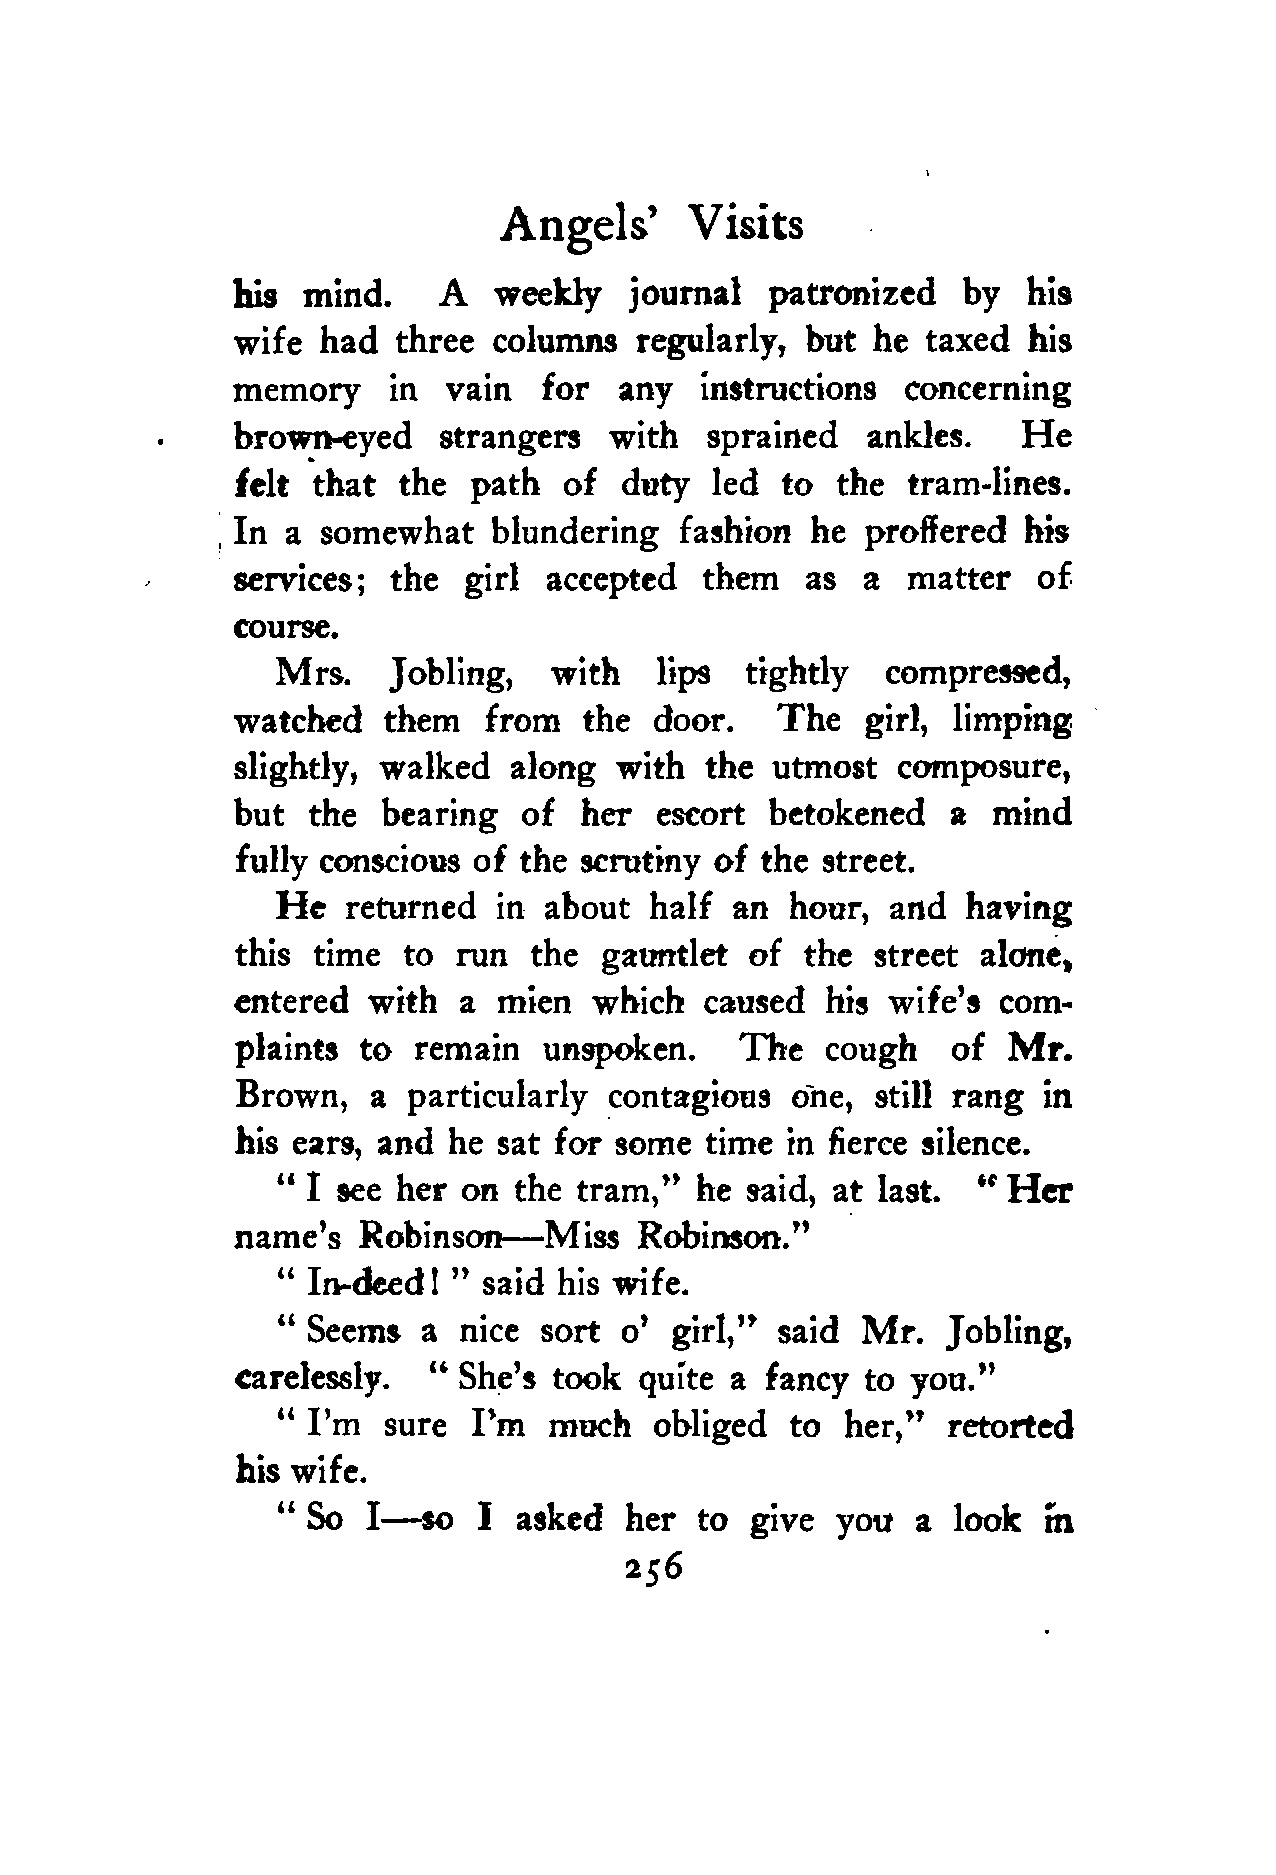 Angels' Visits
his mind. A weekly journal patronized by his
wife had three columns regularly, but he taxed his
memory in vain for any instructions concerning
brown-eyed strangers with sprained ankles. He
felt that the path of duty led to the tram-lines.
In a somewhat blundering fashion he proffered his
services; the girl accepted them as a matter of
course.
Mrs. Jobling, with lips tightly compressed,
watched them from the door. The girl, limping
slightly, walked along with the utmost composure,
but the bearing of her escort betokened a mind
fully conscious of the scrutiny of the street.
He returned in about half an hour, and having
this time to run the gauntlet of the street alone,
entered with a mien which caused his wife's com-
plaints to remain unspoken. The cough of Mr.
Brown, a particularly contagious one, still rang in
his ears, and he sat for some time in fierce silence.
" I see her on the tram," he said, at last. " Her
name's Robinson—Miss Robinson."
" In-deed! " said his wife.
" Seems a nice sort o' girl," said Mr. Jobling,
carelessly. " She's took quite a fancy to you."
" I'm sure I'm much obliged to her," retorted
his wife.
" So I—so I asked her to give you a look in
256